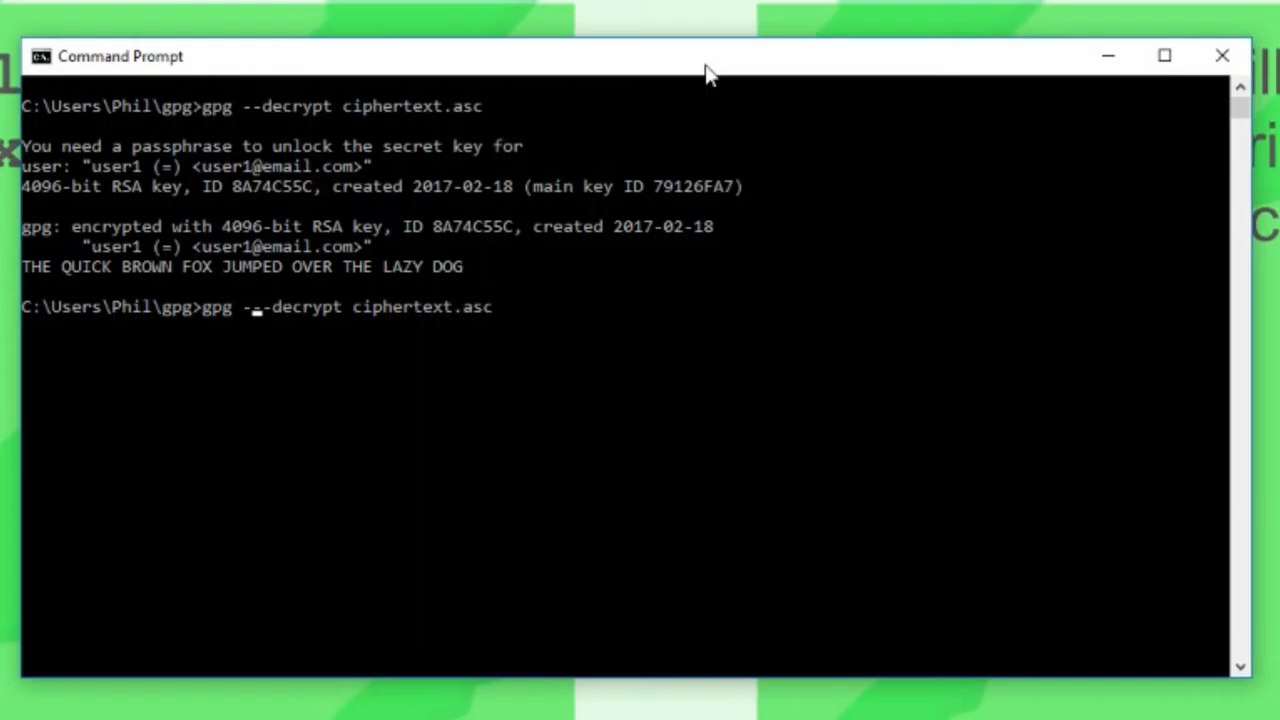 Command Prompt
C:\Users\Phil\gpg>gpg --decrypt ciphertext.asc
You need a passphrase to unlock the secret key for
user: "user1 (=) <user1@email.com>"
4096-bit RSA key, ID 8A74C55C, created 2017-02-18 (main key ID 79126FA7)
gpg: encrypted with 4096-bit RSA key, ID 8A74C55C, created 2017-02-18
"user1 (=) <user1@email.com>"
THE QUICK BROWN FOX JUMPED OVER THE LAZY DOG
C:\Users\Phil\gpg>gpg ---decrypt ciphertext.asc